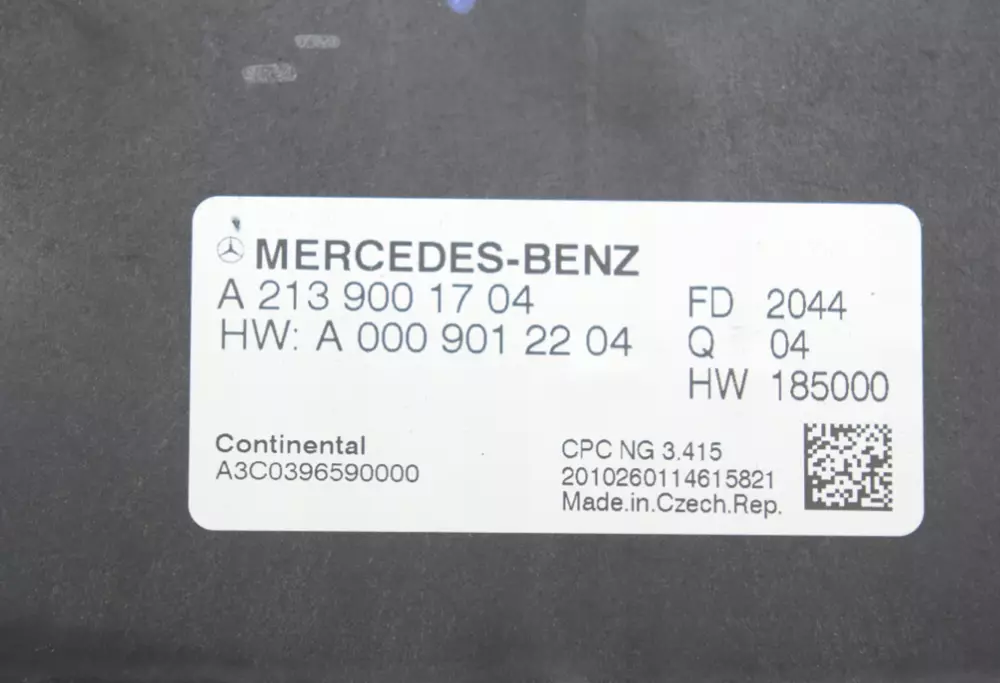 MERCEDES-BENZ
A 213 900 17 04
HW: A 000 901 22 04
FD 2044
Q 04
HW 185000
Continental
A3C0396590000
CPC NG 3.415
2010260114615821
Made.in.Czech.Rep.